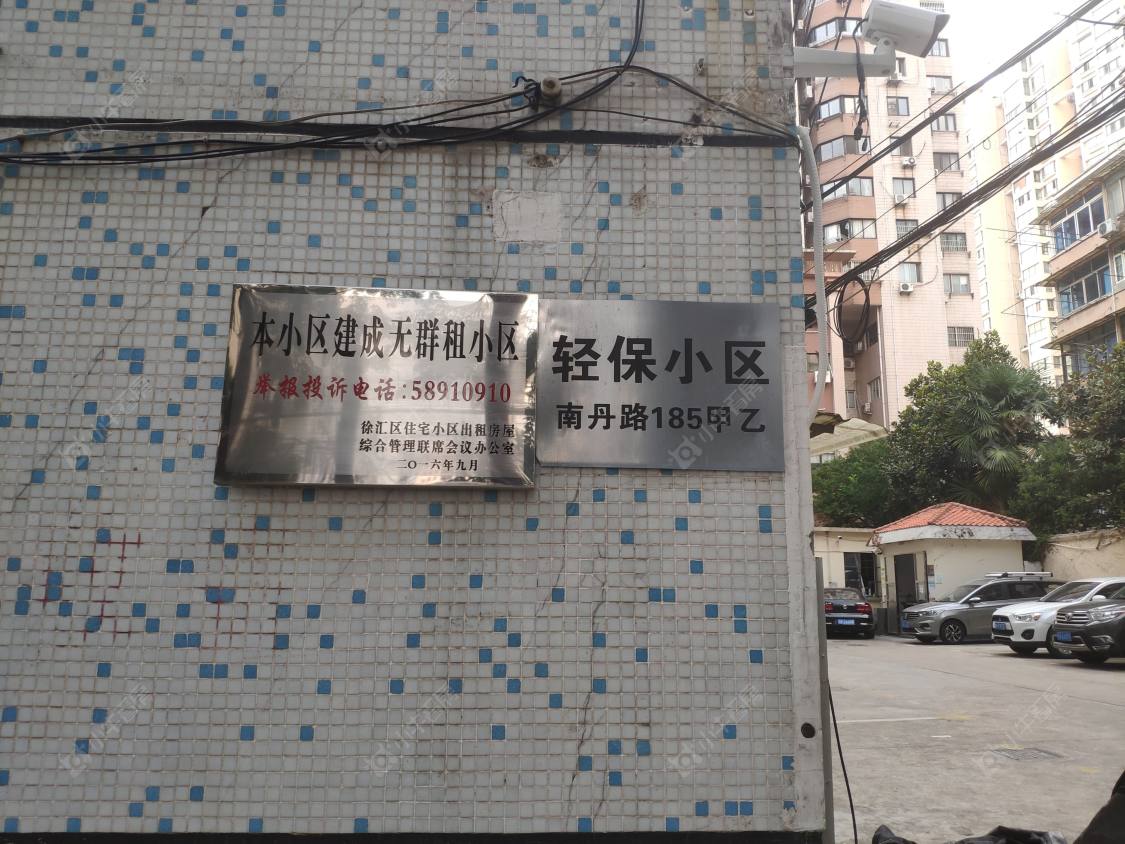 本小区建成无群租小区
举报投诉电话:58910910
徐汇区住宅小区出租房屋
综合管理联席会议办公室
二〇一六年九月
轻保小区
南丹路185甲乙